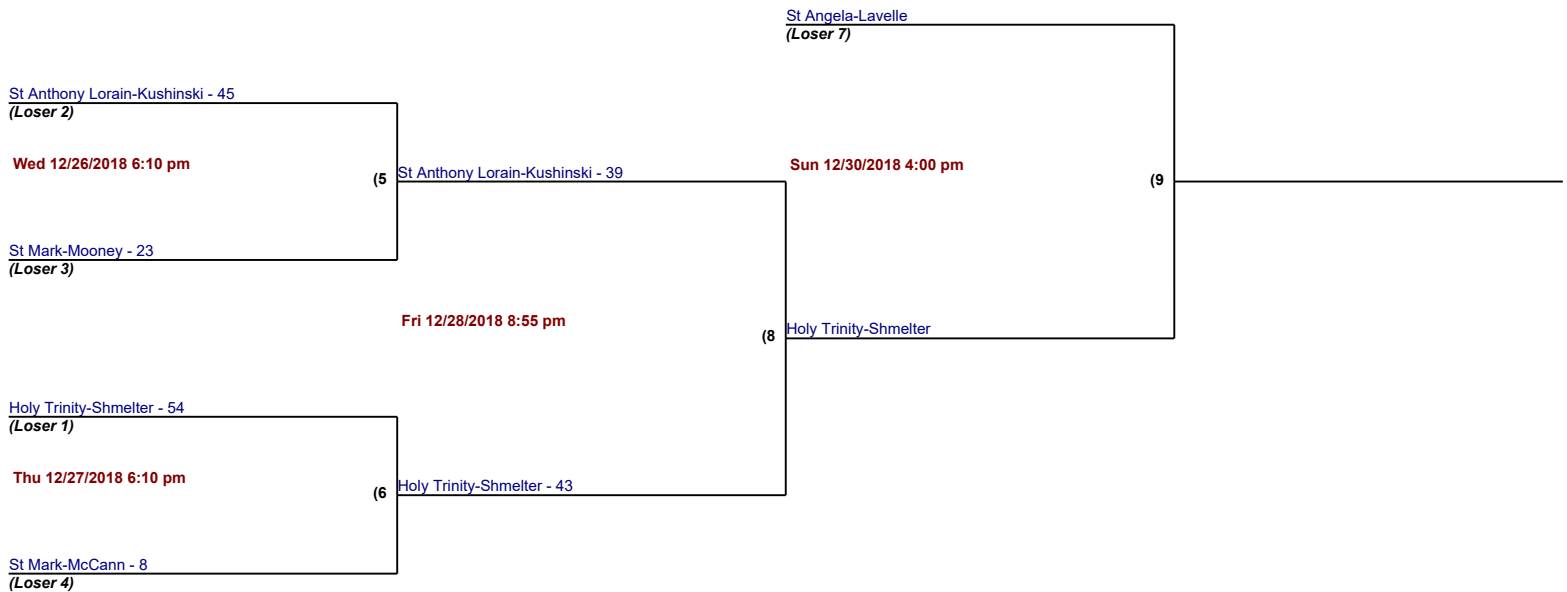 St Angela-Lavelle
(Loser 7)
St Anthony Lorain-Kushinski - 45
(Loser 2)
Wed 12/26/2018 6:10 pm
(5
St Anthony Lorain-Kushinski - 39
Sun 12/30/2018 4:00 pm
(9
St Mark-Mooney - 23
(Loser 3)
Fri 12/28/2018 8:55 pm
(8
Holy Trinity-Shmelter
Holy Trinity-Shmelter - 54
(Loser 1)
Thu 12/27/2018 6:10 pm
(6
Holy Trinity-Shmelter - 43
St Mark-McCann - 8
(Loser 4)